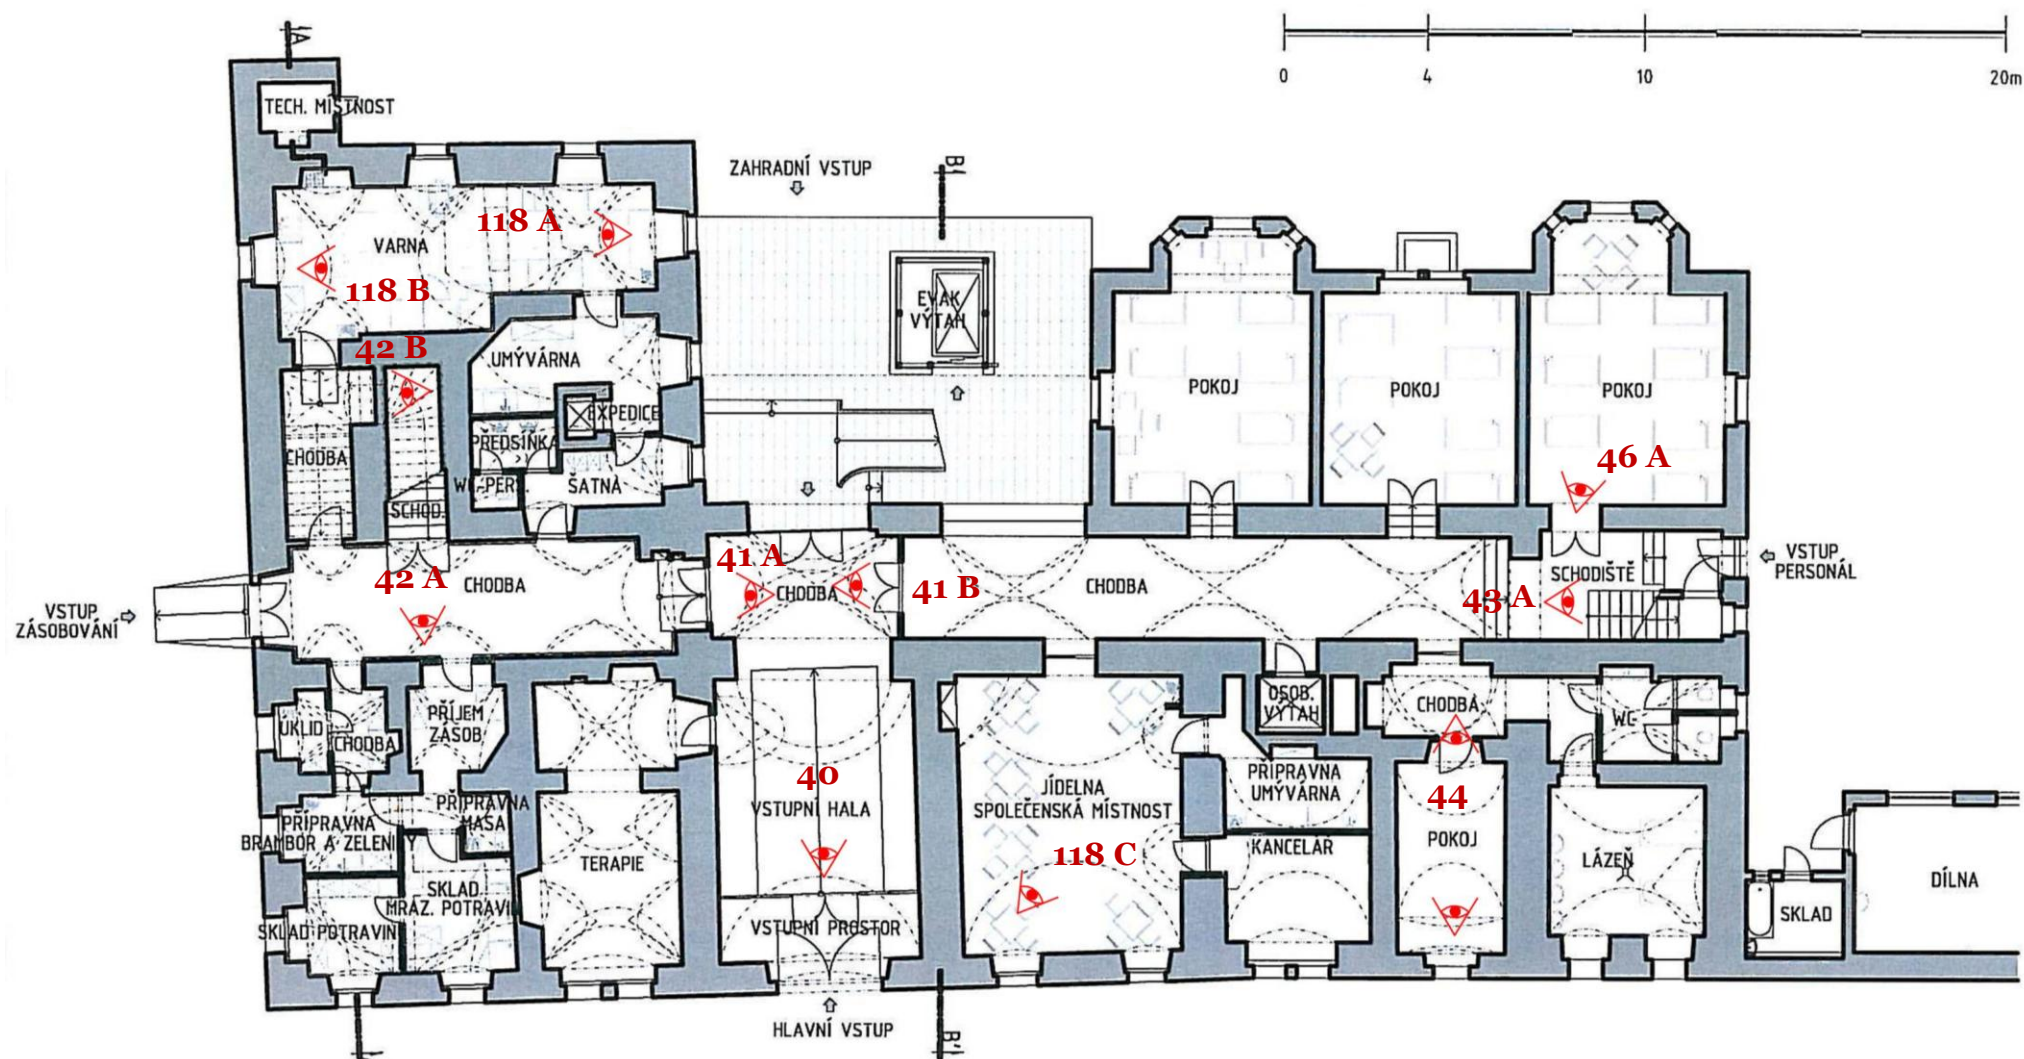 A
0
4
10
20m
TECH. MÍSTNOST
ZAHRADNÍ VSTUP
B'
118 A
VARNA
118 B
EVAK
VÝTAH
42 B
UMÝVÁRNA
EXPEDICE
PŘEDSÍŇKA
CHODBA
ŠATNA
SCHOD.
POKOJ
POKOJ
POKOJ
46 A
42 A
CHODBA
41 A
CHODBA
41 B
CHODBA
43 A
SCHODIŠTĚ
VSTUP
PERSONÁL
VSTUP
ZÁSOBOVÁNÍ
ÚKLID
CHODBA
PŘÍJEM
ZÁSOB
OSOB.
VÝTAH
CHODBA
WC
40
VSTUPNÍ HALA
JÍDELNA
SPOLEČENSKÁ MÍSTNOST
PŘÍPRAVNA
UMÝVÁRNA
44
POKOJ
PŘÍPRAVNA
BRAMBOR A ZELENINY
PŘÍPRAVNA
MASA
TERAPIE
118 C
KANCELÁŘ
LÁZEŇ
DÍLNA
SKLAD
SKLAD
MRAZ. POTRAVIN
SKLAD POTRAVIN
VSTUPNÍ PROSTOR
HLAVNÍ VSTUP
B'